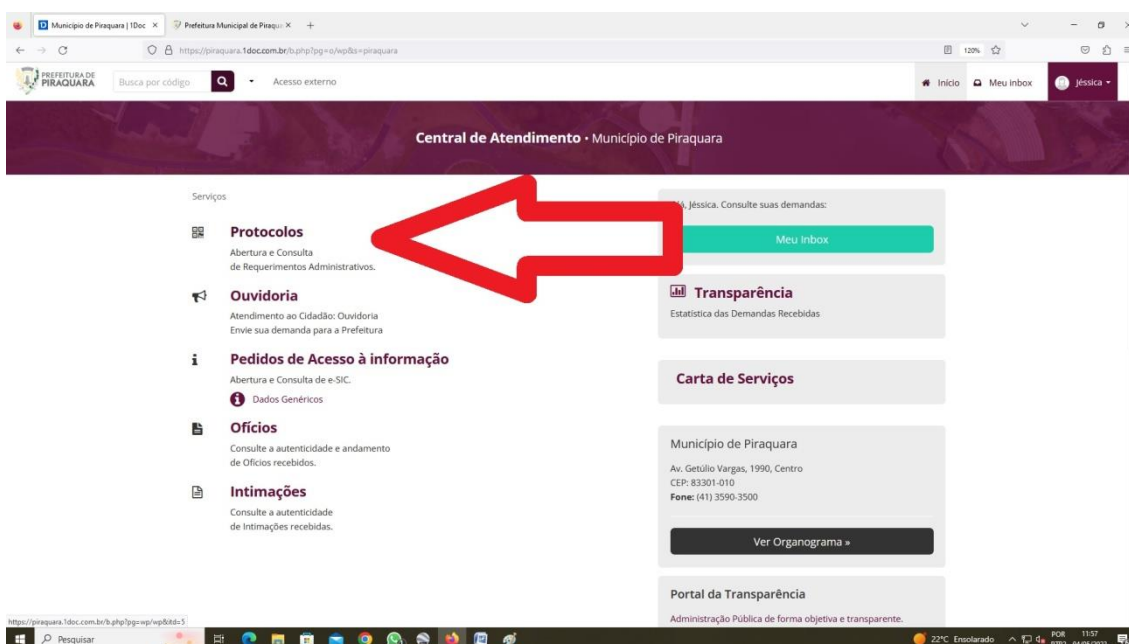 Município de Piraquara | 1Doc
Prefeitura Municipal de
https://piraquara.1doc.com.br/b.php?pg=o/wp&s=piraquara
120%
PREFEITURA DE
PIRAQUARA
Busca por código
Acesso externo
Início
Meu inbox
Jéssica
Central de Atendimento • Município de Piraquara
Serviços
Protocolos
Abertura e Consulta
de Requerimentos Administrativos.
Ouvidoria
Atendimento ao Cidadão: Ouvidoria
Envie sua demanda para a Prefeitura
Pedidos de Acesso à informação
Abertura e Consulta de e-SIC.
Dados Genéricos
Ofícios
Consulte a autenticidade e andamento
de Ofícios recebidos.
Intimações
Consulte a autenticidade
de Intimações recebidas.
Jéssica. Consulte suas demandas:
Meu Inbox
Transparência
Estatística das Demandas Recebidas
Carta de Serviços
Município de Piraquara
Av. Getúlio Vargas, 1990, Centro
CEP: 83301-010
Fone: (41) 3590-3500
Ver Organograma »
Portal da Transparência
Administração Pública de forma objetiva e transparente.
https://piraquara.1doc.com.br/b.php?pg=wp/wp&itd=5
Pesquisar
22°C Ensolarado
POR
11:57